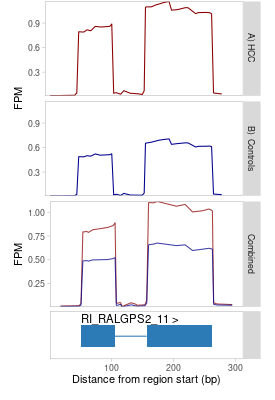 FPM
0.9
0.6
0.3
A) HCC
0.9
0.6
0.3
B) Controls
FPM
1.00
0.75
0.50
0.25
Combined
RI_RALGPS2_11 >
100
200
300
Distance from region start (bp)